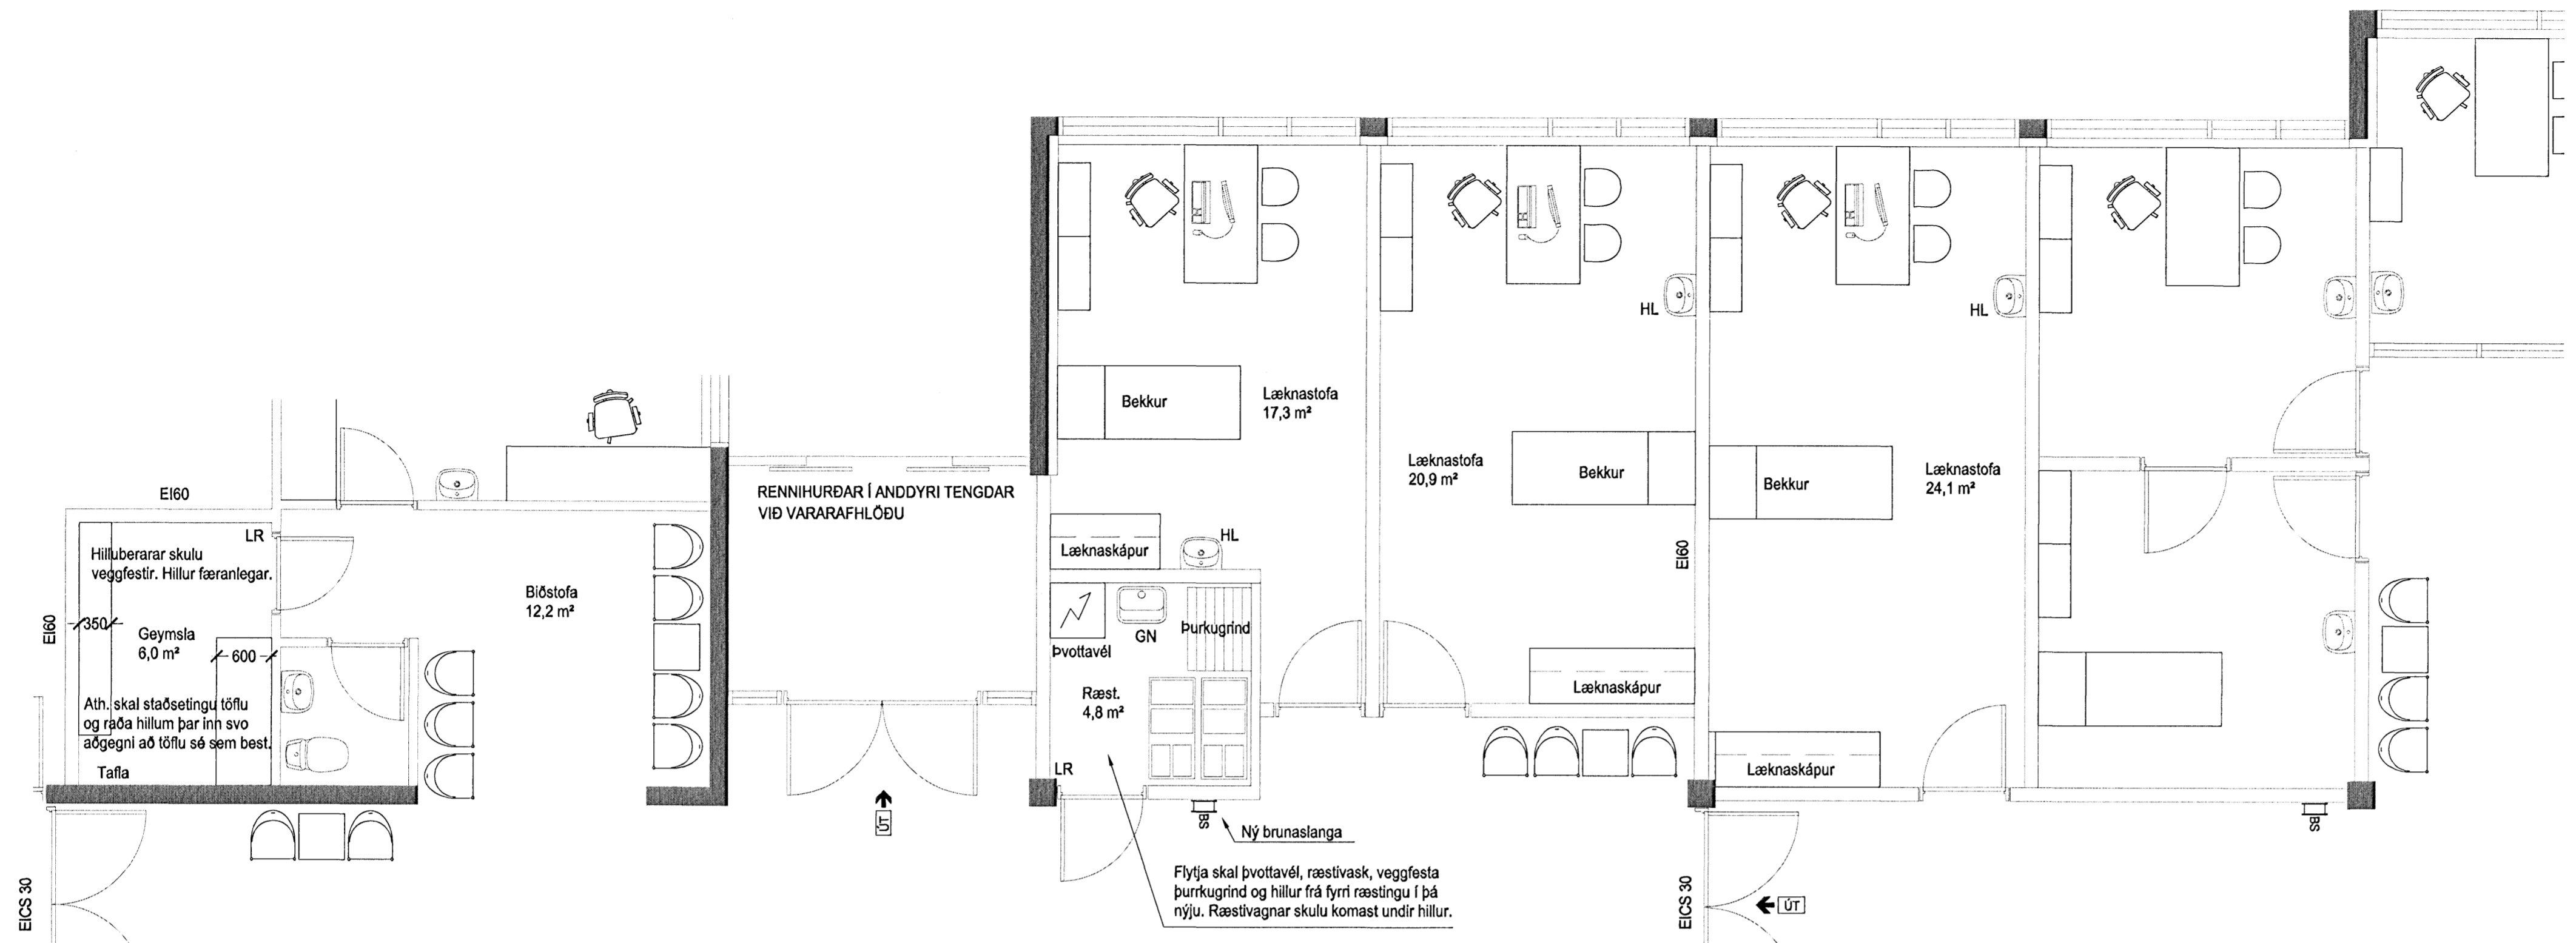 EI60
LR
Hilluberarar skulu
veggfestir. Hillur færanlegar.
EI60
350
Geymsla
6,0 m²
600
Ath. skal staðsetingu töflu
og raða hillum þar inn svo
aðgegni að töflu sé sem best.
Tafla
EICS 30
Biðstofa
12,2 m²
RENNIHURÐAR Í ANDDYRI TENGDAR
VIÐ VARARAFHLÖÐU
ÚT
Bekkur
Læknastofa
17,3 m²
Læknaskápur
HL
Þvottavél
GN
Þurkugrind
Ræst.
4,8 m²
LR
BS
Ný brunaslanga
Flytja skal þvottavél, ræstivask, veggfesta
þurrkugrind og hillur frá fyrri ræstingu í þá
nýju. Ræstivagnar skulu komast undir hillur.
HL
Læknastofa
20,9 m²
Bekkur
EI60
Læknaskápur
HL
Bekkur
Læknastofa
24,1 m²
Læknaskápur
EICS 30
ÚT
BS